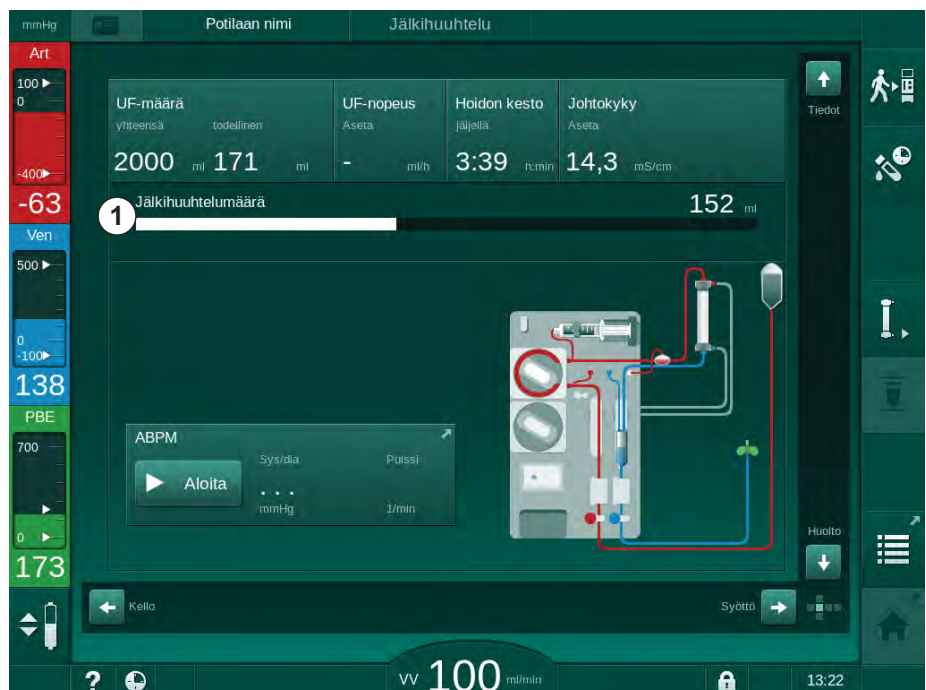 mmHg
Potilaan nimi
Jälkihuuhtelu
Art
100
0
-400
-63
Ven
500
0
-100
138
PBE
700
0
173
UF-määrä
yhteensä todellinen
2000 ml 171 ml
UF-nopeus
Aseta
- ml/h
Hoidon kesto
jäljellä
3:39 h:min
Johtokyky
Aseta
14,3 mS/cm
Tiedot
1
Jälkihuuhtelumäärä 152 ml
ABPM
Sys/dia Puissi
Aloita
. . .
mmHg 1/min
Huolto
Kello
Syöttö
? VV 100 ml/min 13:22